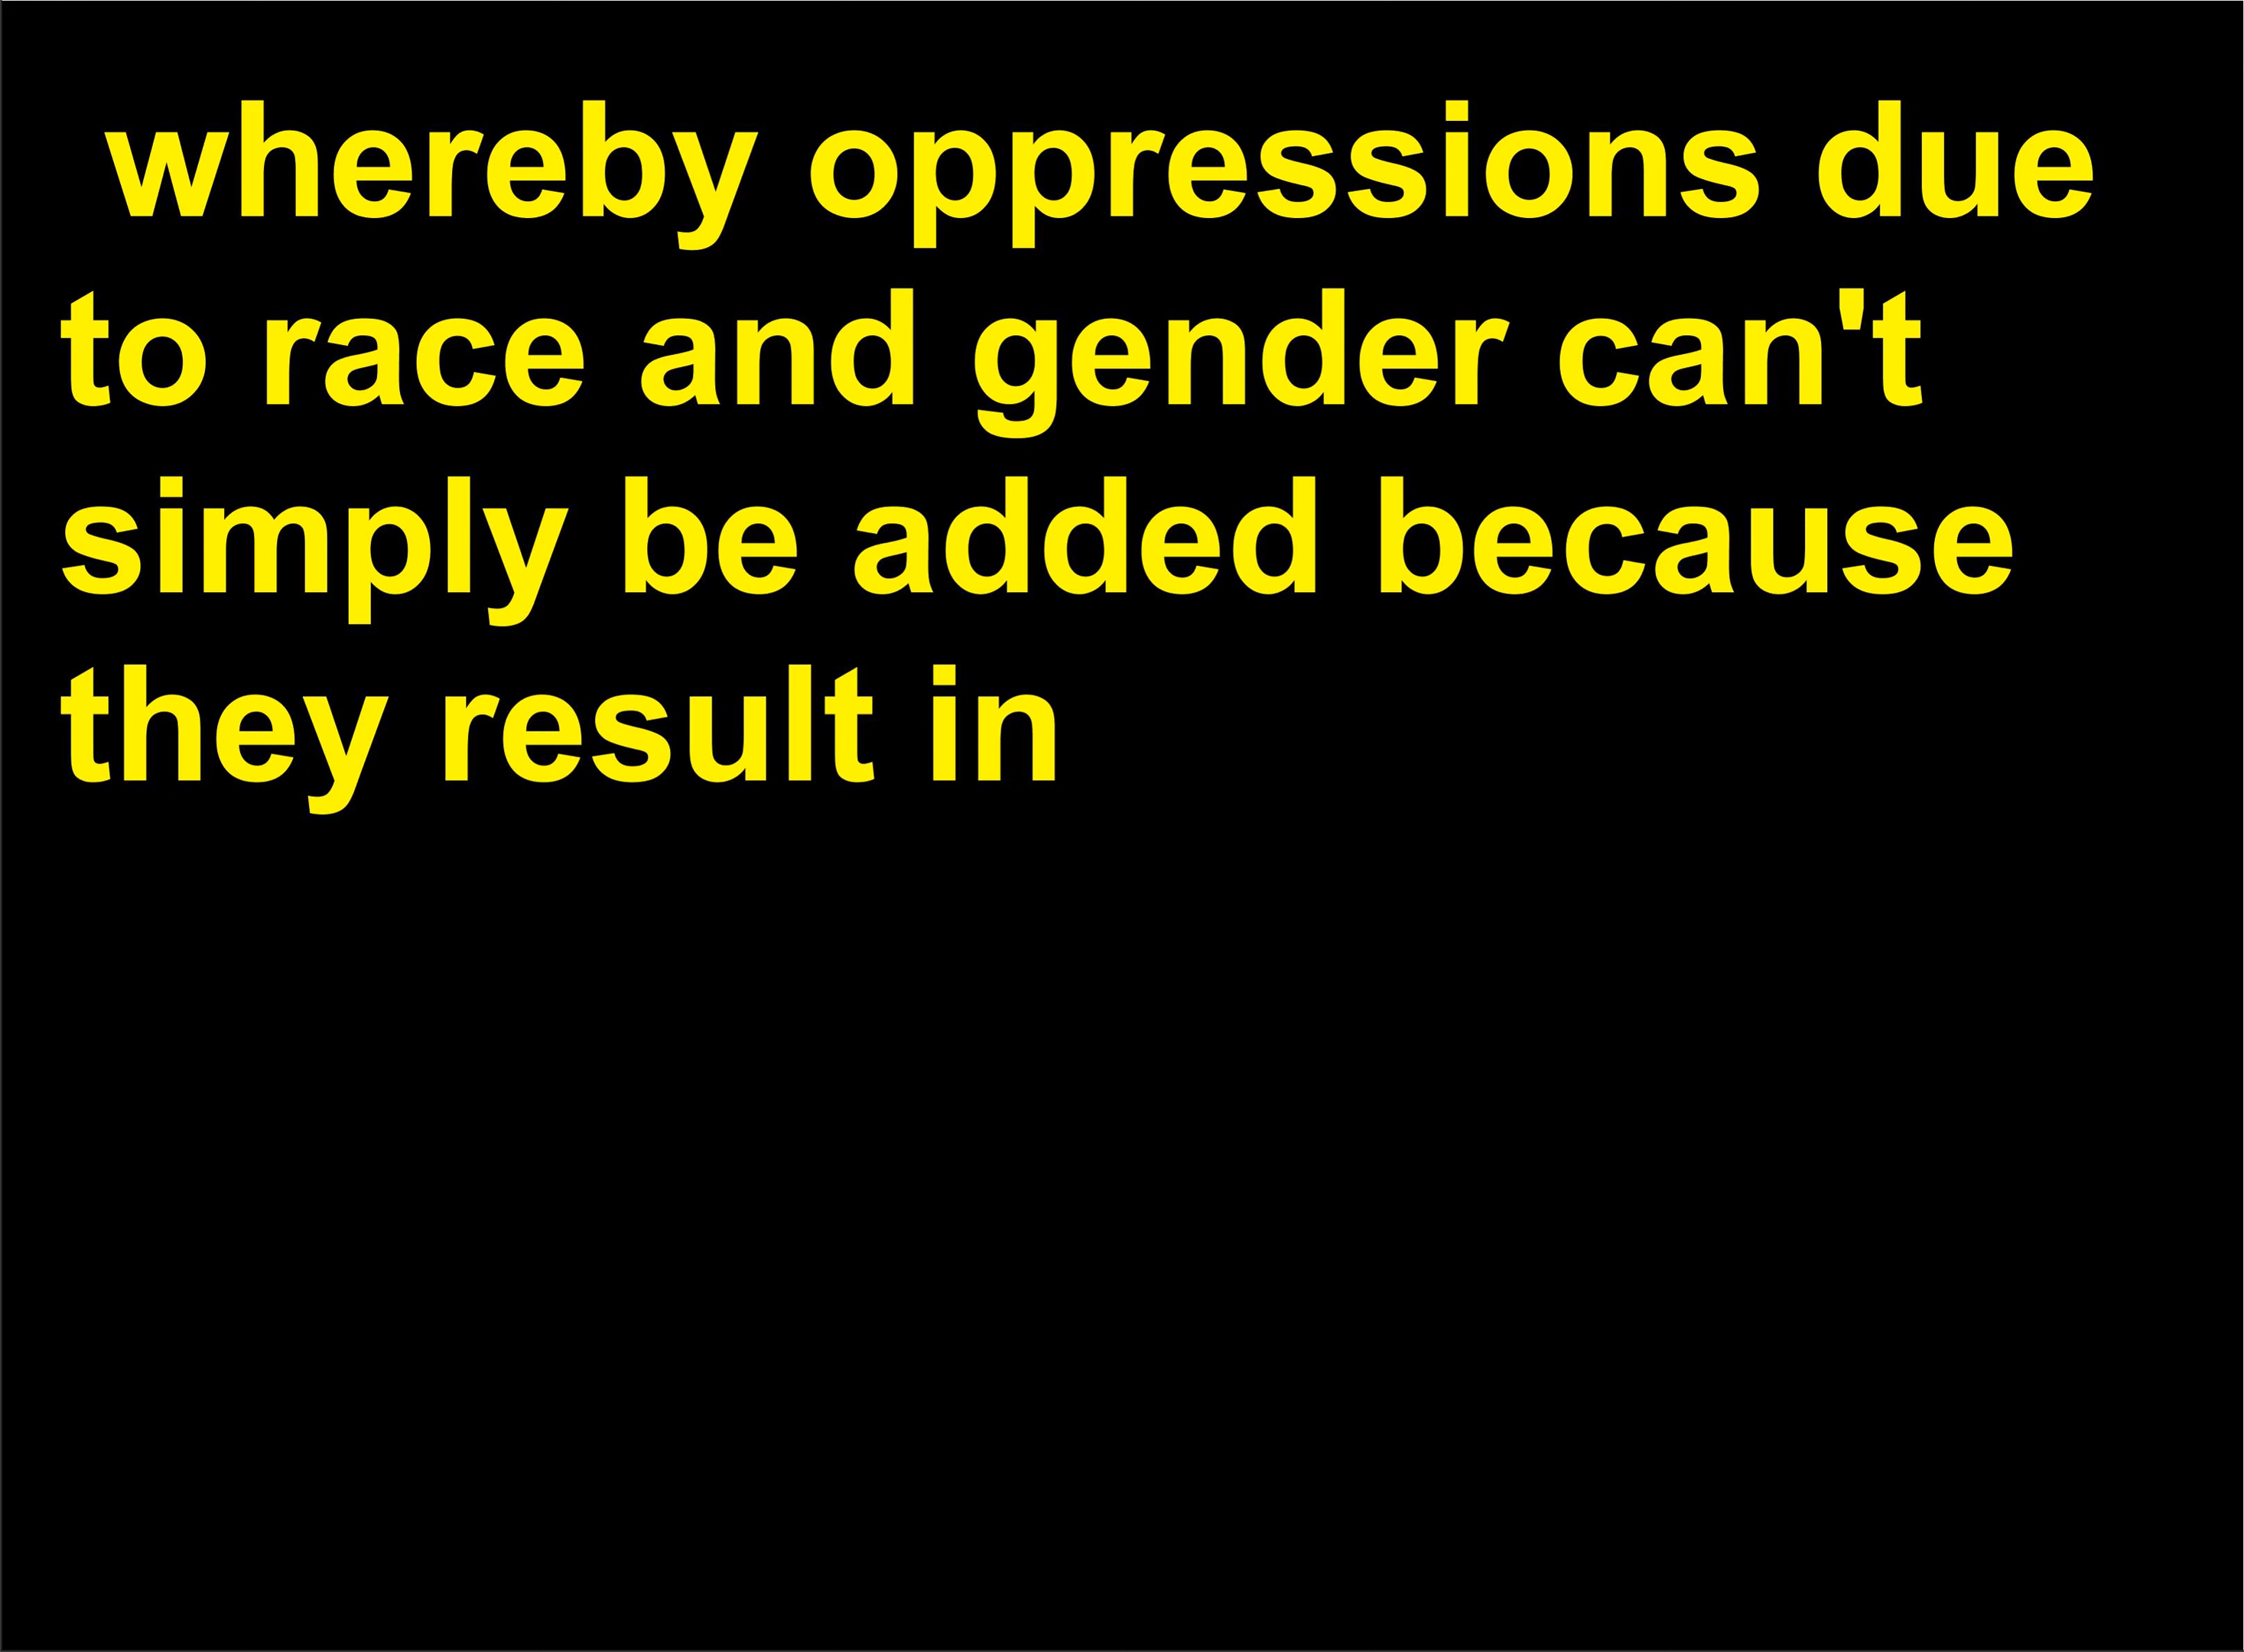 whereby oppressions due
to race and gender can't
simply be added because
they result in